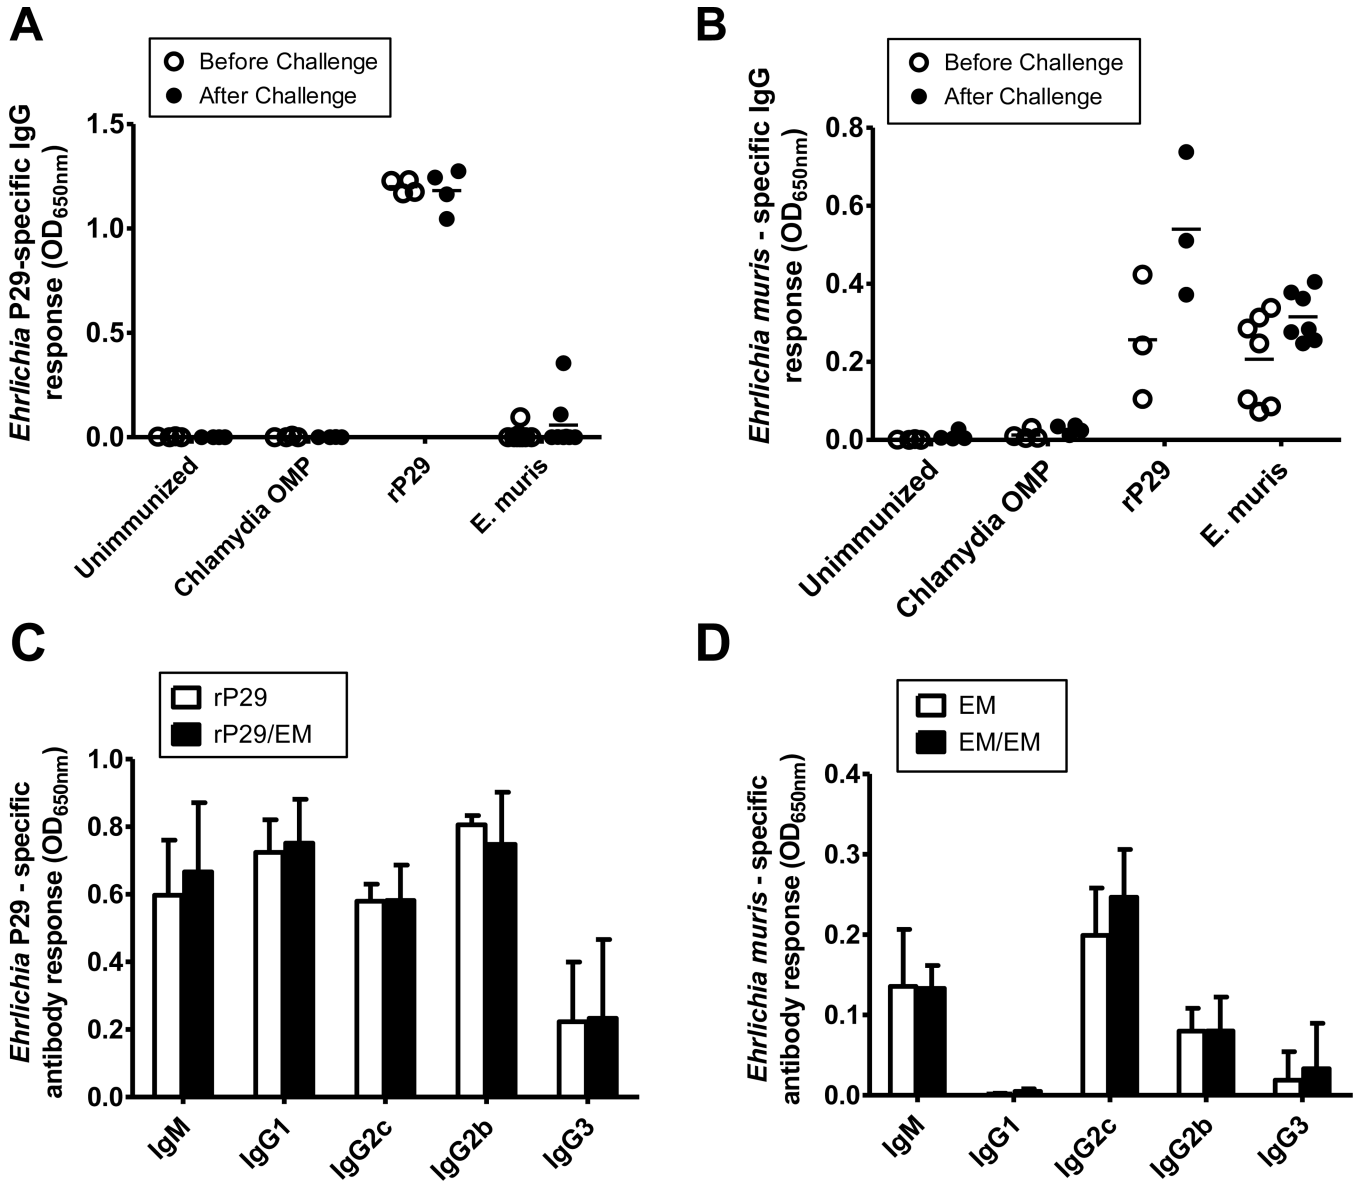 A
Before Challenge
After Challenge
Ehrlichia P29-specific IgG
response (OD650nm)
1.5
1.0
0.5
0.0
Unimmunized
Chlamydia OMP
rP29
E. muris
B
Before Challenge
After Challenge
Ehrlichia muris - specific IgG
response (OD650nm)
0.8
0.6
0.4
0.2
0.0
Unimmunized
Chlamydia OMP
rP29
E. muris
C
rP29
rP29/EM
Ehrlichia P29 - specific
antibody response (OD650nm)
1.0
0.8
0.6
0.4
0.2
0.0
IgM
IgG1
IgG2c
IgG2b
IgG3
D
EM
EM/EM
Ehrlichia muris - specific
antibody response (OD650nm)
0.4
0.3
0.2
0.1
0.0
IgM
IgG1
IgG2c
IgG2b
IgG3